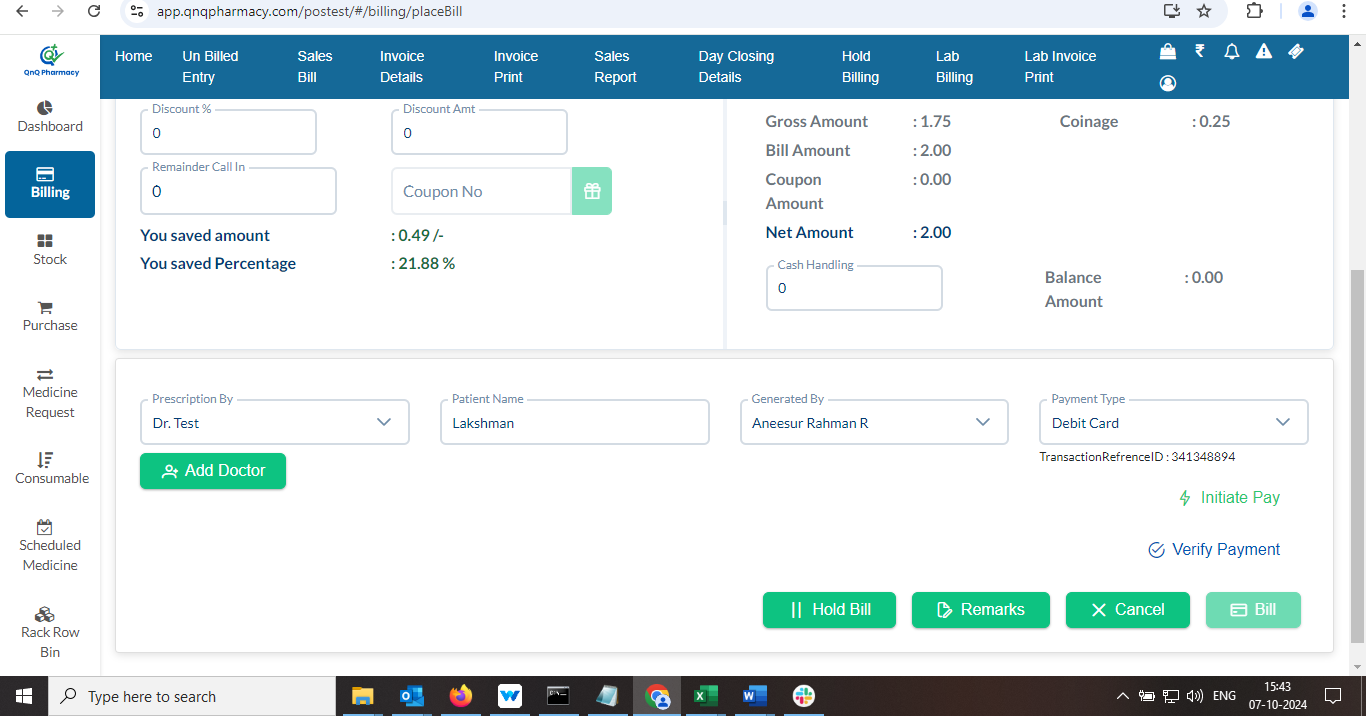 app.qnqpharmacy.com/postest/#/billing/placeBill
QnQ Pharmacy
Home
Un Billed
Entry
Sales
Bill
Invoice
Details
Invoice
Print
Sales
Report
Day Closing
Details
Hold
Billing
Lab
Billing
Lab Invoice
Print
Dashboard
Billing
Stock
Purchase
Medicine
Request
Consumable
Scheduled
Medicine
Rack Row
Bin
Discount %
0
Discount Amt
0
Remainder Call In
0
Coupon No
You saved amount : 0.49 /-
You saved Percentage : 21.88 %
Gross Amount : 1.75
Coinage : 0.25
Bill Amount : 2.00
Coupon
Amount
: 0.00
Net Amount : 2.00
Cash Handling
0
Balance
Amount
: 0.00
Prescription By
Dr. Test
Patient Name
Lakshman
Generated By
Aneesur Rahman R
Payment Type
Debit Card
TransactionRefrenceID : 341348894
Add Doctor
Initiate Pay
Verify Payment
Hold Bill
Remarks
Cancel
Bill
Type here to search
ENG
15:43
07-10-2024